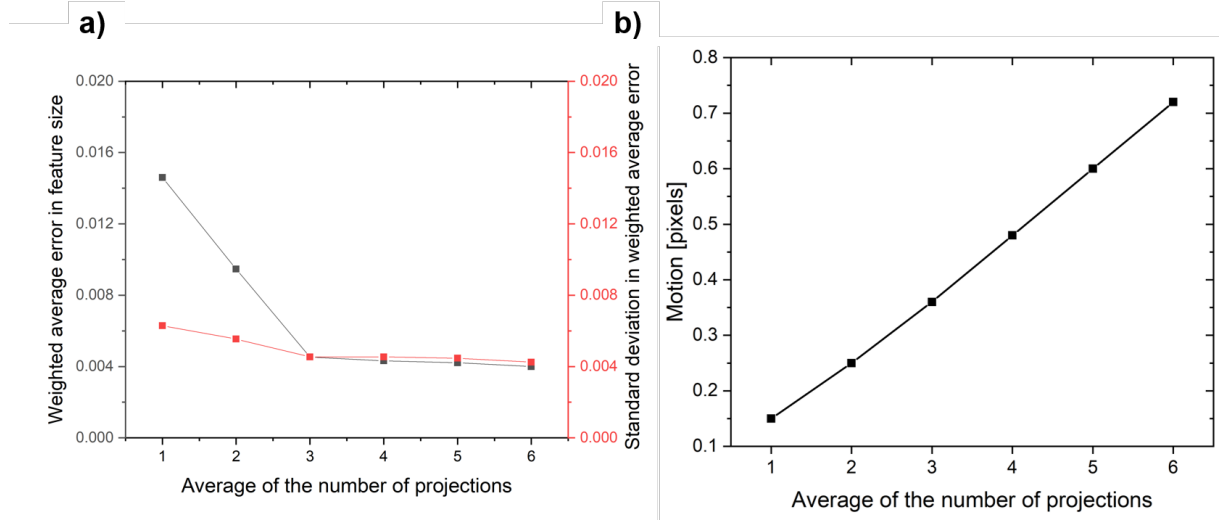 a)
Weighted average error in feature size
0.020
0.016
0.012
0.008
0.004
0.000
1 2 3 4 5 6
Average of the number of projections
0.020
0.016
0.012
0.008
0.004
0.000
Standard deviation in weighted average error
b)
Motion [pixels]
0.8
0.7
0.6
0.5
0.4
0.3
0.2
0.1
1 2 3 4 5 6
Average of the number of projections